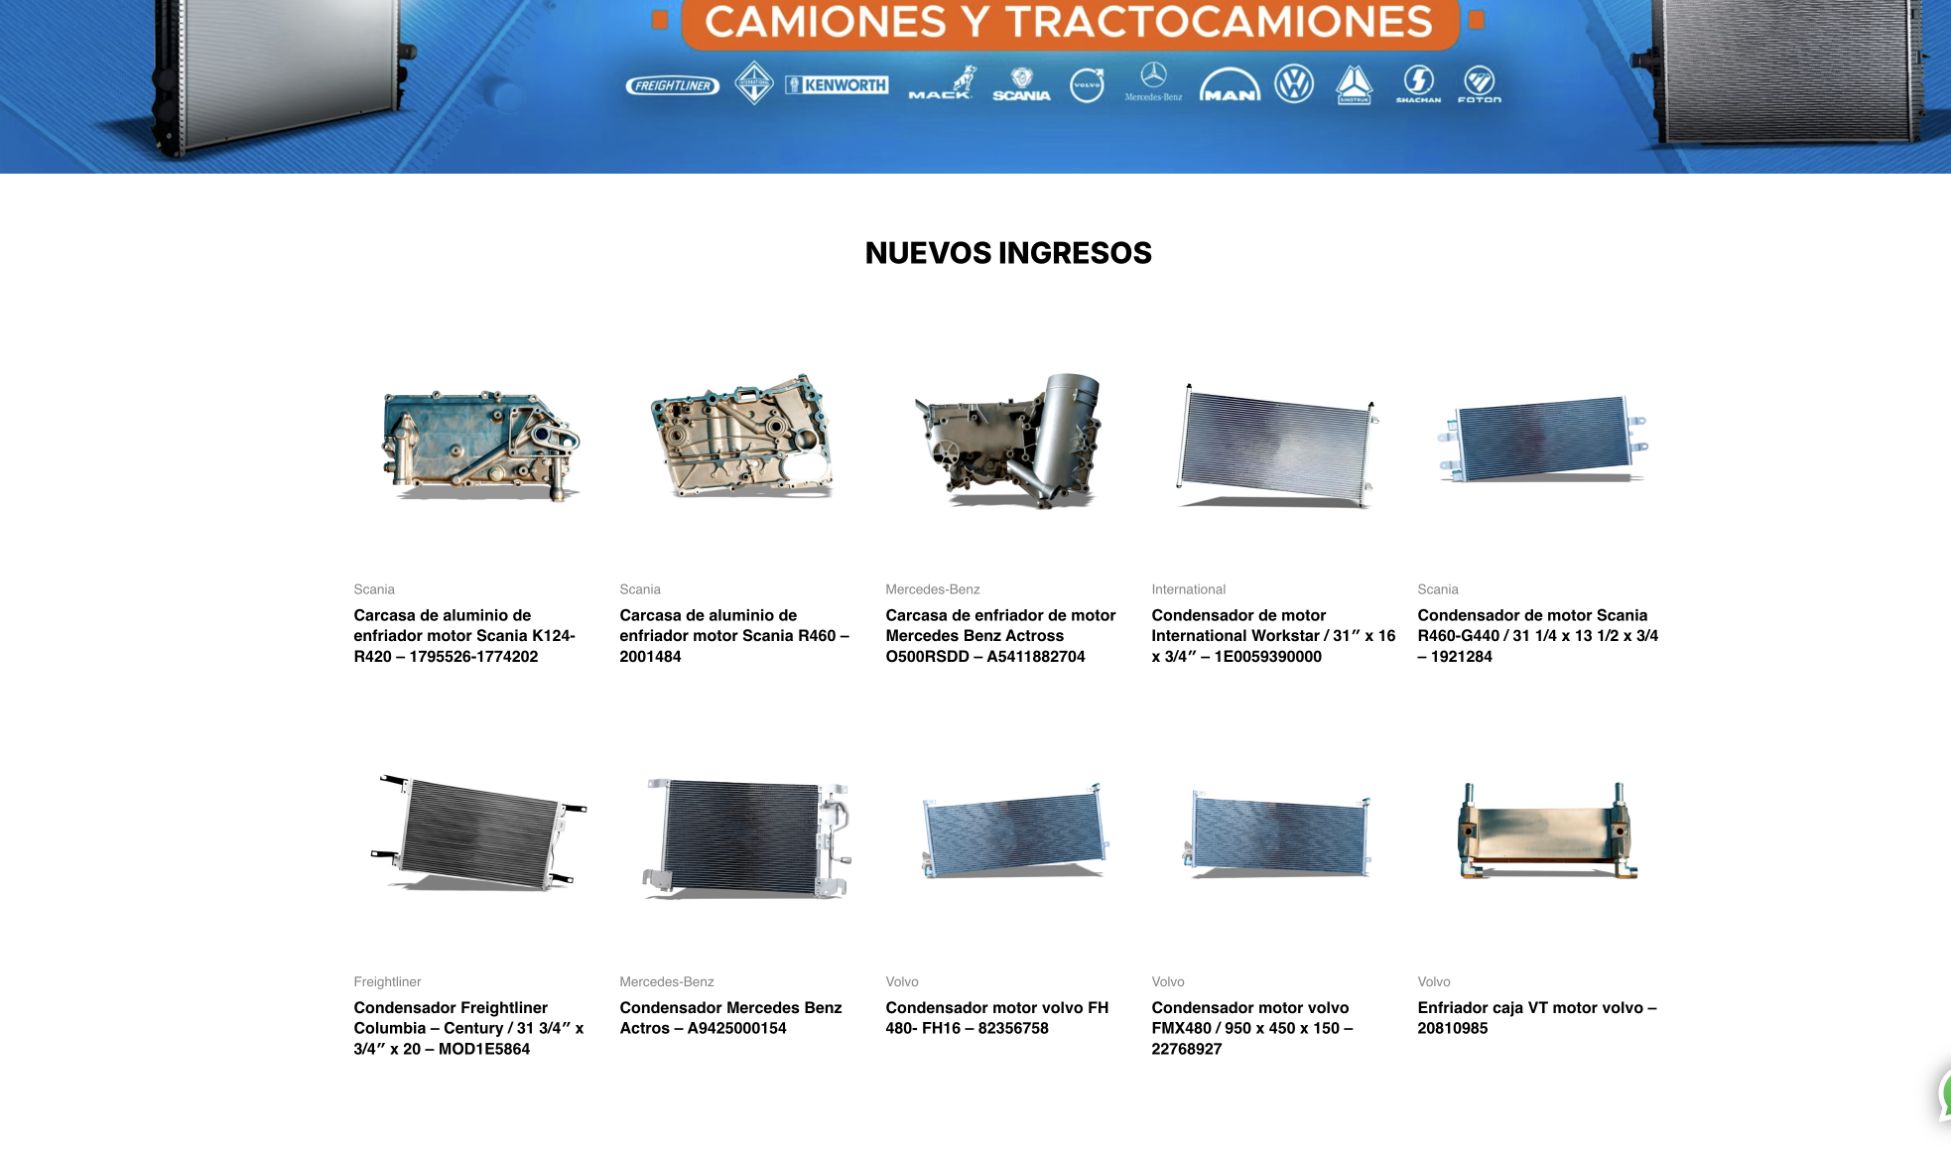 CAMIONES Y TRACTOCAMIONES
FREIGHTLINER INTERNATIONAL KENWORTH MACK SCANIA VOLVO Mercedes-Benz MAN SINOTRUK SHACMAN FOTON
NUEVOS INGRESOS
Scania
Carcasa de aluminio de
enfriador motor Scania K124-
R420 – 1795526-1774202
Scania
Carcasa de aluminio de
enfriador motor Scania R460 –
2001484
Mercedes-Benz
Carcasa de enfriador de motor
Mercedes Benz Actross
O500RSDD – A5411882704
International
Condensador de motor
International Workstar / 31″ x 16
x 3/4″ – 1E0059390000
Scania
Condensador de motor Scania
R460-G440 / 31 1/4 x 13 1/2 x 3/4
– 1921284
Freightliner
Condensador Freightliner
Columbia – Century / 31 3/4″ x
3/4″ x 20 – MOD1E5864
Mercedes-Benz
Condensador Mercedes Benz
Actros – A9425000154
Volvo
Condensador motor volvo FH
480- FH16 – 82356758
Volvo
Condensador motor volvo
FMX480 / 950 x 450 x 150 –
22768927
Volvo
Enfriador caja VT motor volvo –
20810985